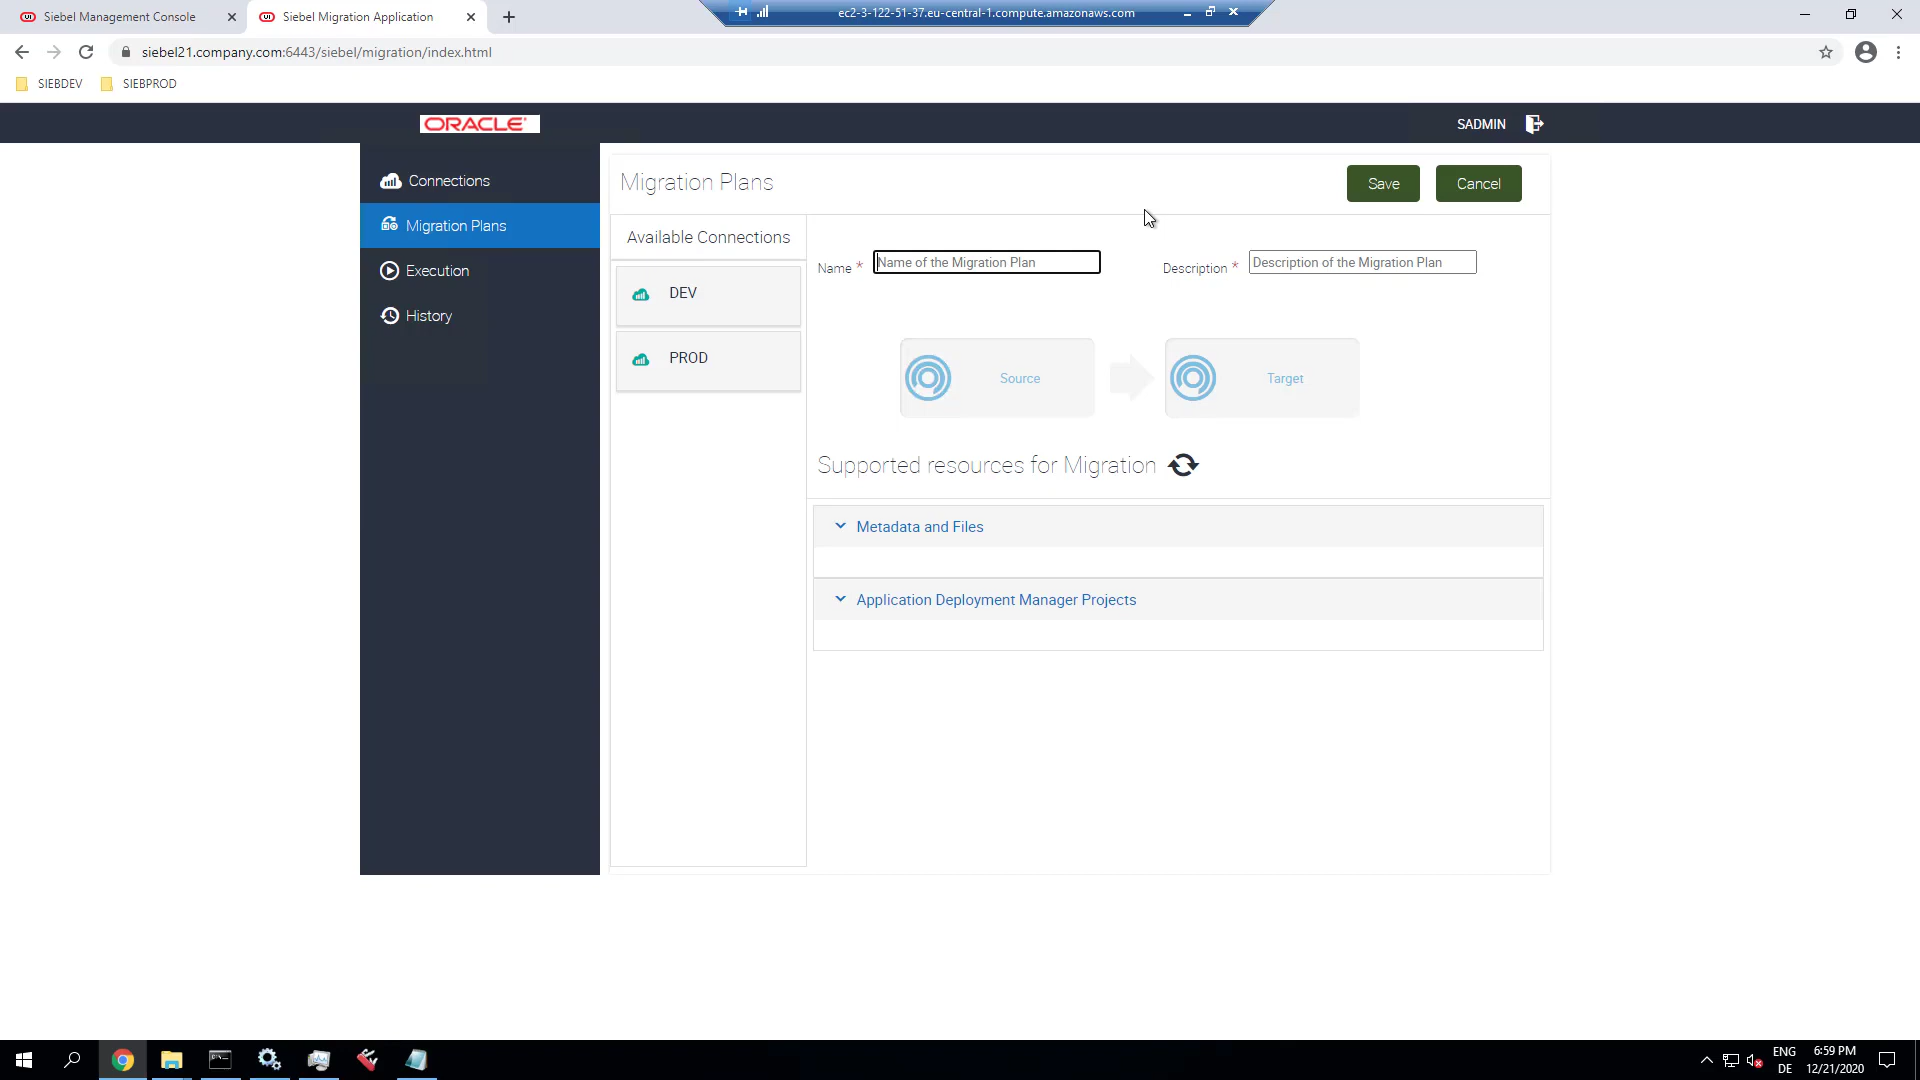 Siebel Management Console
Siebel Migration Application
ec2-3-122-51-37.eu-central-1.compute.amazonaws.com
siebel21.company.com:6443/siebel/migration/index.html
SIEBDEV
SIEBPROD
ORACLE
SADMIN
Connections
Migration Plans
Execution
History
Migration Plans
Save
Cancel
Available Connections
DEV
PROD
Name *
Name of the Migration Plan
Description *
Description of the Migration Plan
Source
Target
Supported resources for Migration
Metadata and Files
Application Deployment Manager Projects
ENG
DE
6:59 PM
12/21/2020